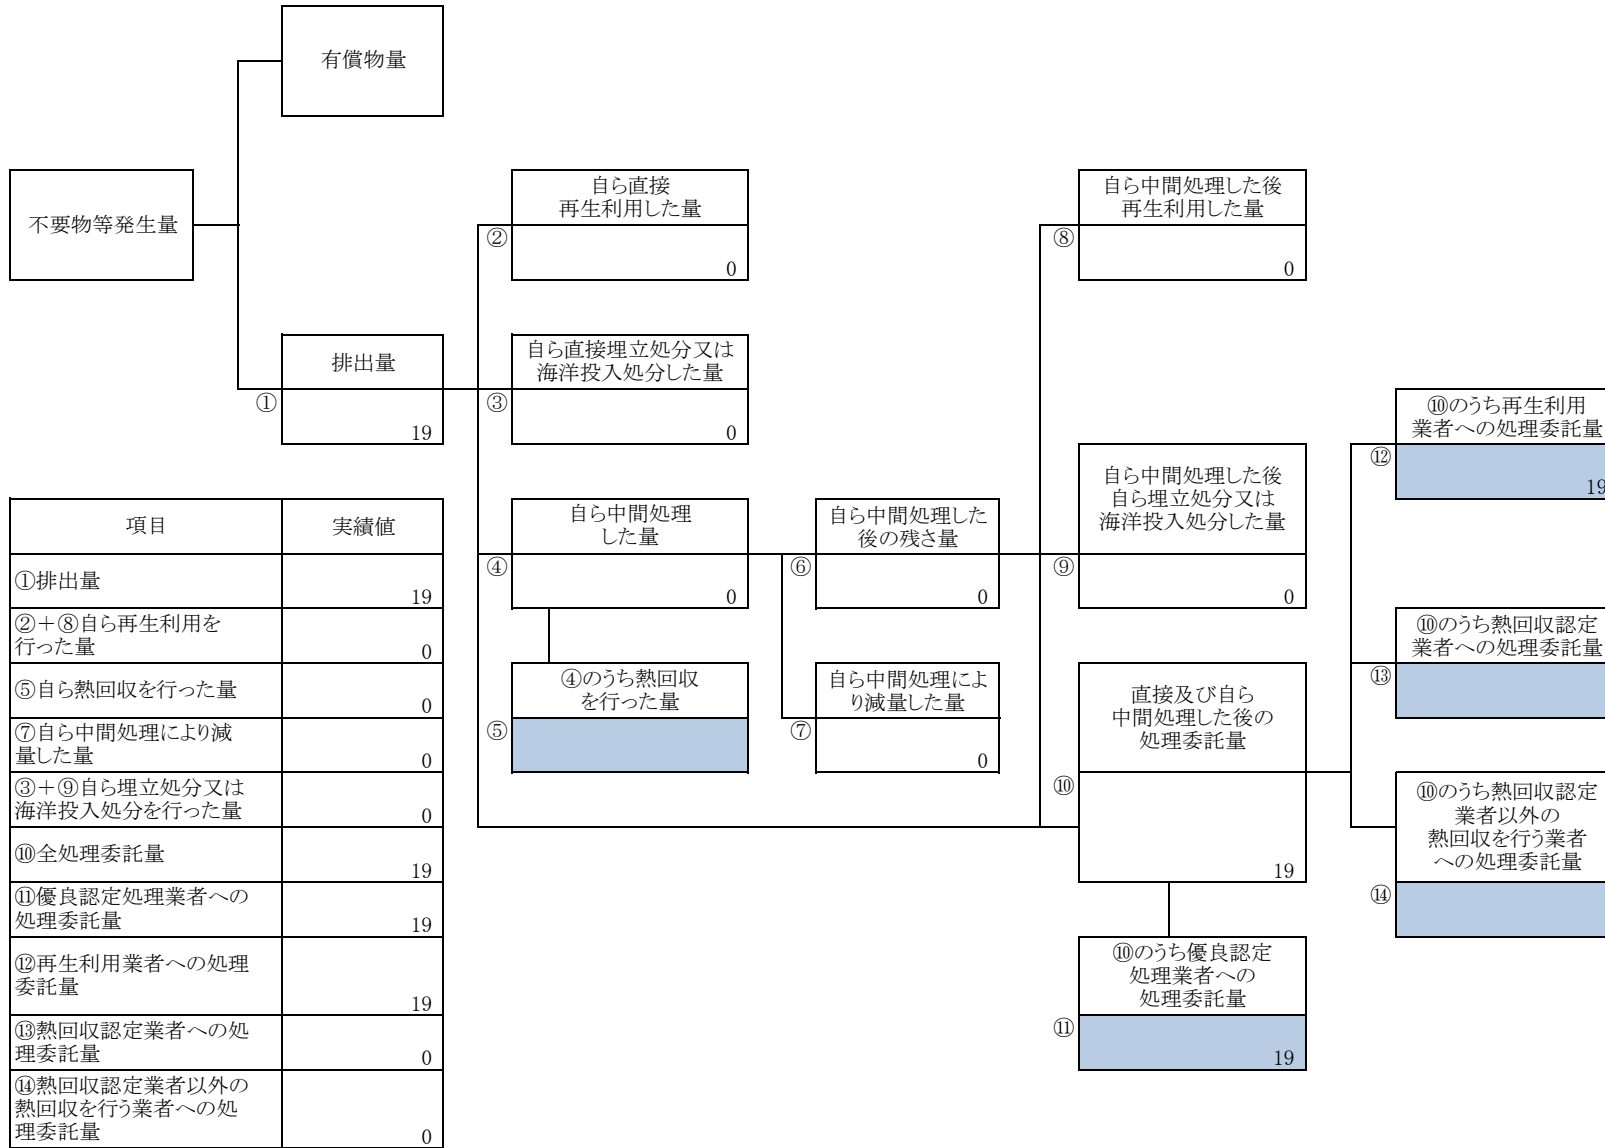 有償物量
不要物等発生量
自ら直接
再生利用した量
②
0
自ら中間処理した後
再生利用した量
⑧
0
排出量
①
19
自ら直接埋立処分又は
海洋投入処分した量
③
0
⑩のうち再生利用
業者への処理委託量
⑫
19
自ら中間処理
した量
④
0
自ら中間処理した
後の残さ量
⑥
0
自ら中間処理した後
自ら埋立処分又は
海洋投入処分した量
⑨
0
⑩のうち熱回収認定
業者への処理委託量
⑬
④のうち熱回収
を行った量
⑤
自ら中間処理によ
り減量した量
⑦
0
直接及び自ら
中間処理した後の
処理委託量
⑩
19
⑩のうち熱回収認定
業者以外の
熱回収を行う業者
への処理委託量
⑭
⑩のうち優良認定
処理業者への
処理委託量
⑪
19
項目 実績値
①排出量
19
②+⑧自ら再生利用を
行った量
0
⑤自ら熱回収を行った量
0
⑦自ら中間処理により減
量した量
0
③+⑨自ら埋立処分又は
海洋投入処分を行った量
0
⑩全処理委託量
19
⑪優良認定処理業者への
処理委託量
19
⑫再生利用業者への処理
委託量
19
⑬熱回収認定業者への処
理委託量
0
⑭熱回収認定業者以外の
熱回収を行う業者への処
理委託量
0